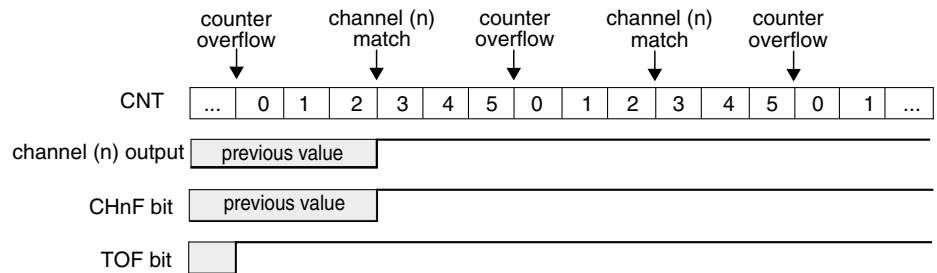 counter overflow
channel (n) match
counter overflow
channel (n) match
counter overflow
CNT ... 0 1 2 3 4 5 0 1 2 3 4 5 0 1 ...
channel (n) output previous value
CHnF bit previous value
TOF bit